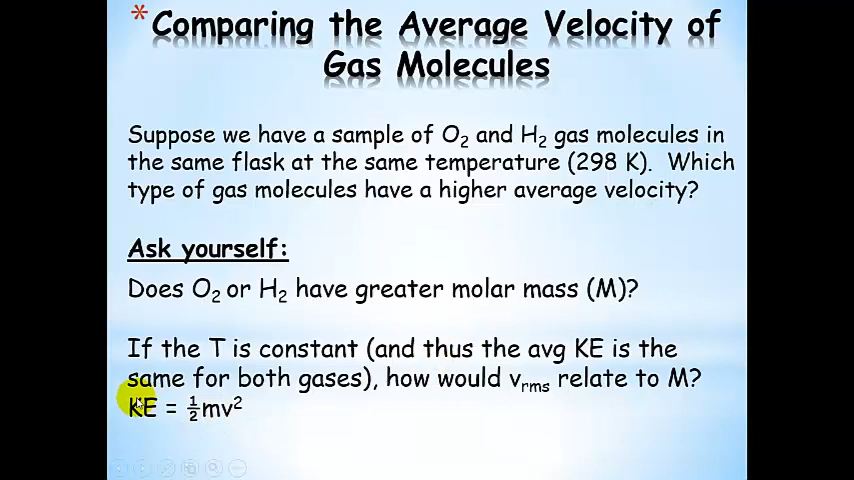 * Comparing the Average Velocity of
Gas Molecules
Suppose we have a sample of O₂ and H₂ gas molecules in
the same flask at the same temperature (298 K). Which
type of gas molecules have a higher average velocity?
Ask yourself:
Does O₂ or H₂ have greater molar mass (M)?
If the T is constant (and thus the avg KE is the
same for both gases), how would vrms relate to M?
KE = ½mv²